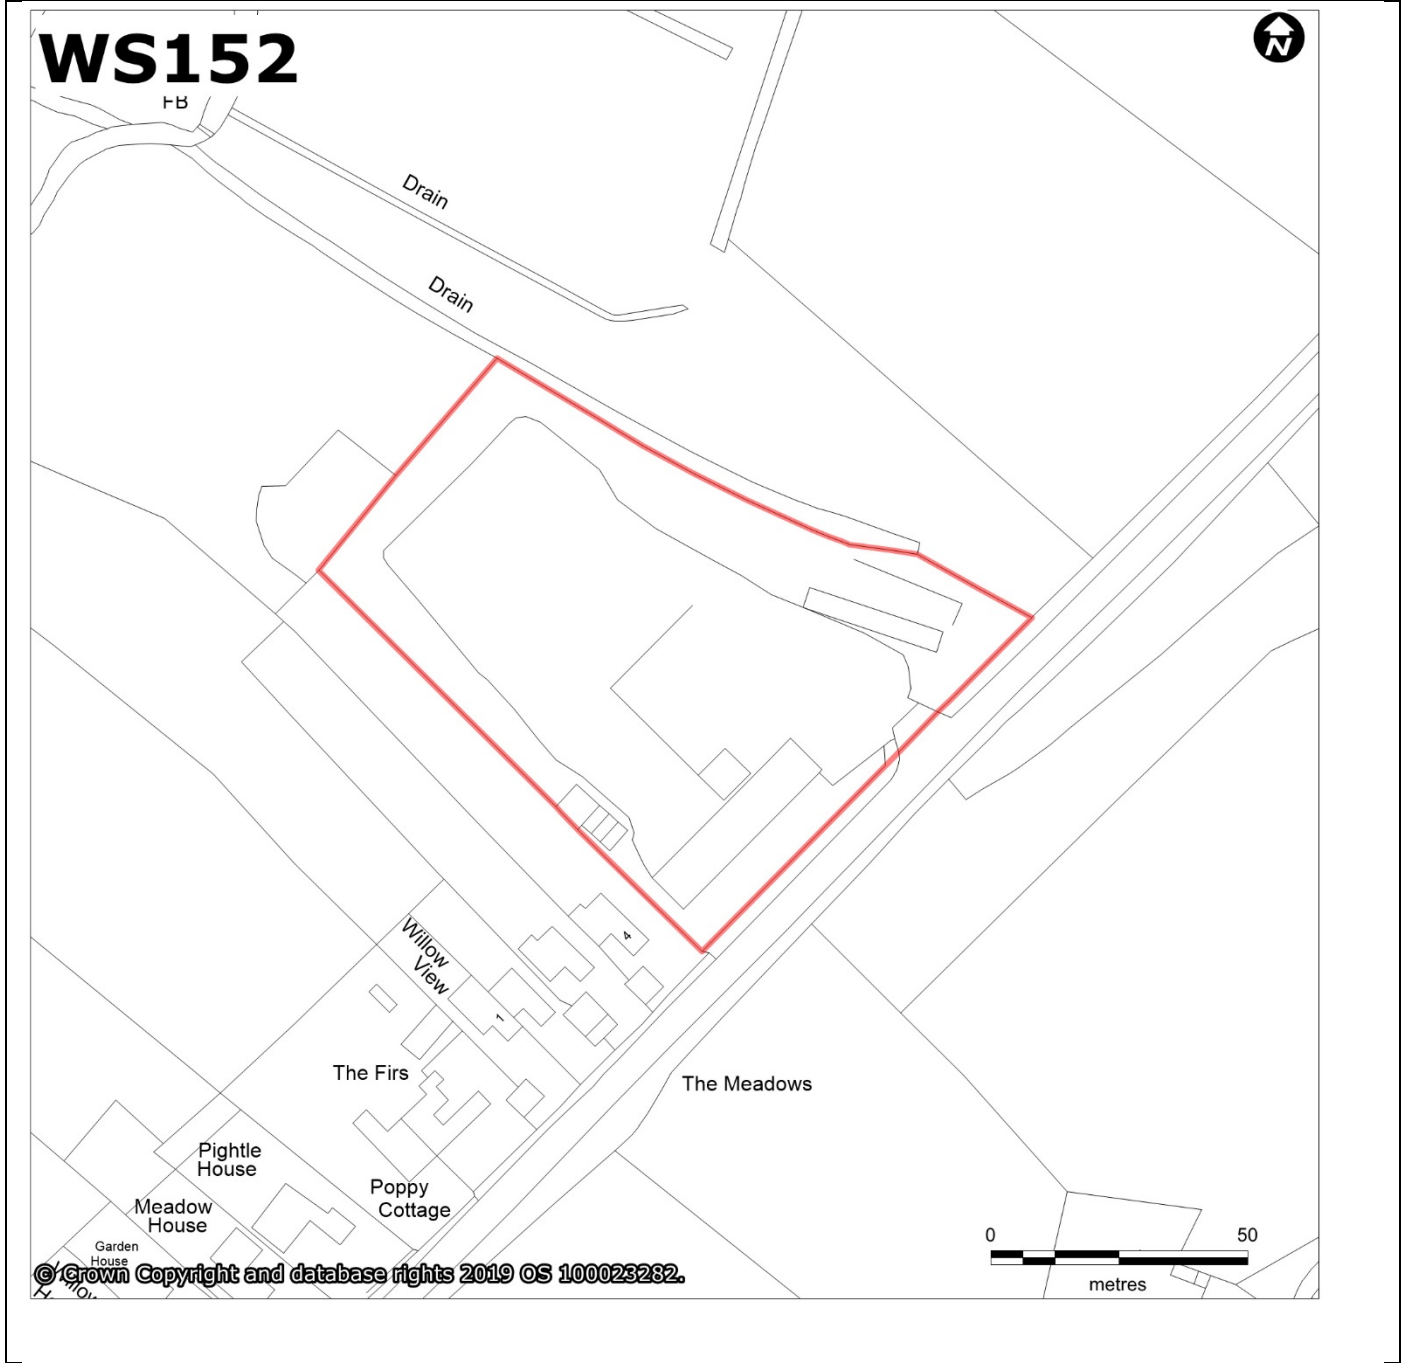 WS152
N
FB
Drain
Drain
4
Willow
View
1
The Firs
The Meadows
Pightle
House
Poppy
Cottage
Meadow
House
Garden
House
0 50
metres
© Crown Copyright and database rights 2019 OS 100023282.